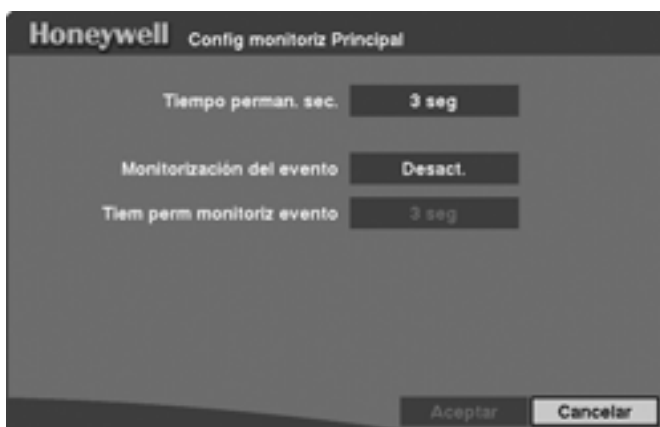 Honeywell Config monitoriz Principal
Tiempo perman. sec. 3 seg
Monitorización del evento Desact.
Tiem perm monitoriz evento 3 seg
Aceptar Cancelar